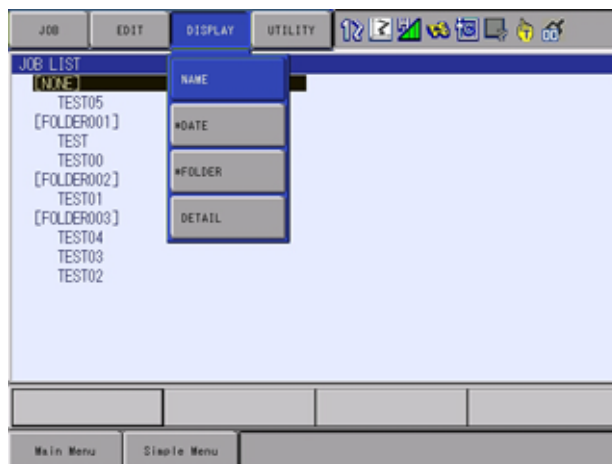 JOB EDIT DISPLAY UTILITY
JOB LIST
[NONE]
TEST05
[FOLDER001]
TEST
TEST00
[FOLDER002]
TEST01
[FOLDER003]
TEST04
TEST03
TEST02
NAME
*DATE
*FOLDER
DETAIL
Main Menu Simple Menu